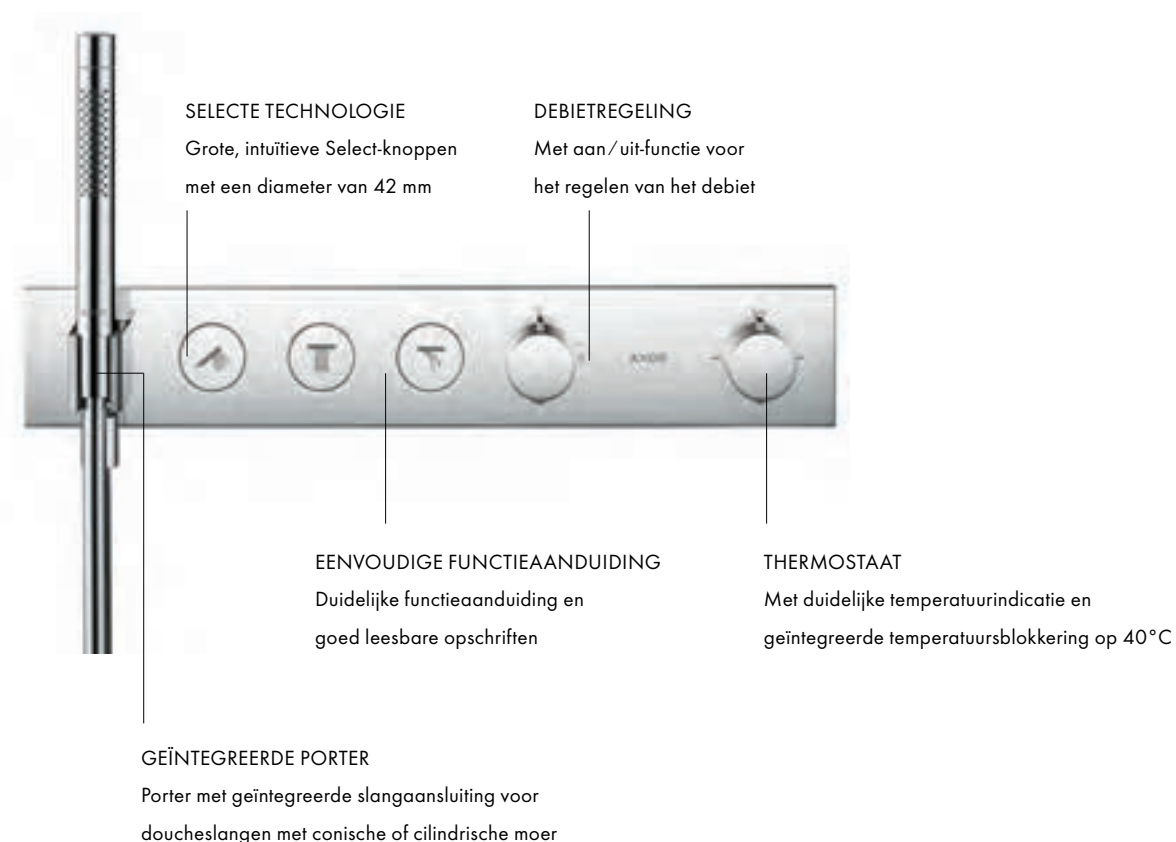 SELECTE TECHNOLOGIE
Grote, intuïtieve Select-knoppen
met een diameter van 42 mm
DEBIETREGELING
Met aan/uit-functie voor
het regelen van het debiet
AXOR
EENVOUDIGE FUNCTIEAANDUIDING
Duidelijke functieaanduiding en
goed leesbare opschriften
THERMOSTAAT
Met duidelijke temperatuurindicatie en
geïntegreerde temperatuursblokkering op 40°C
GEÏNTEGREERDE PORTER
Porter met geïntegreerde slangaansluiting voor
doucheslangen met conische of cilindrische moer